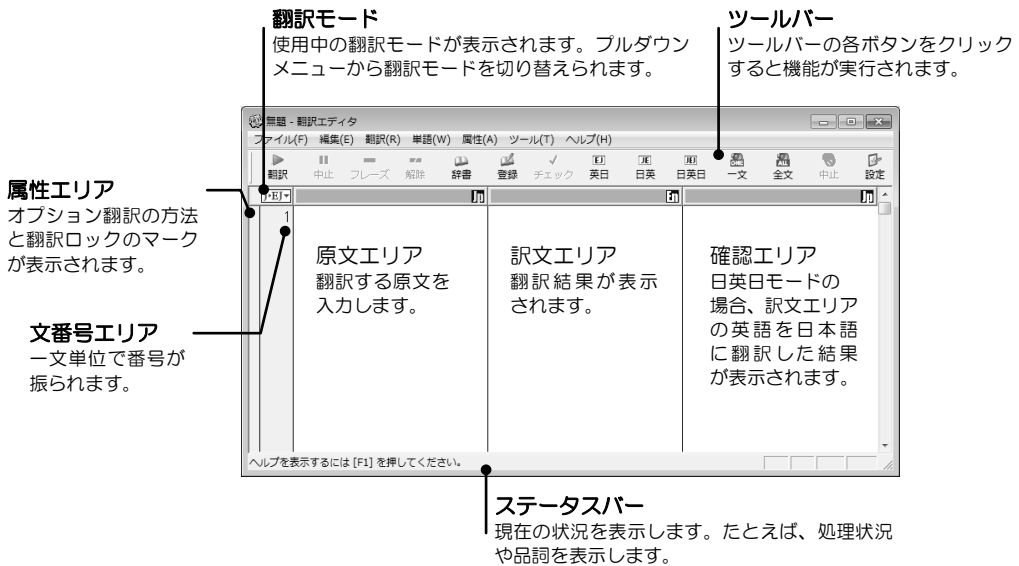 翻訳モード
使用中の翻訳モードが表示されます。プルダウン
メニューから翻訳モードを切り替えられます。
ツールバー
ツールバーの各ボタンをクリック
すると機能が実行されます。
無題 - 翻訳エディタ
ファイル(F) 編集(E) 翻訳(R) 単語(W) 属性(A) ツール(T) ヘルプ(H)
翻訳 中止 フレーズ 解除 辞書 登録 チェック 英日 日英 日英日 一文 全文 中止 設定
属性エリア
オプション翻訳の方法
と翻訳ロックのマーク
が表示されます。
文番号エリア
一文単位で番号が
振られます。
1
原文エリア
翻訳する原文を
入力します。
訳文エリア
翻訳結果が表示
されます。
確認エリア
日英日モードの
場合、訳文エリア
の英語を日本語
に翻訳した結果
が表示されます。
ヘルプを表示するには [F1] を押してください。
ステータスバー
現在の状況を表示します。たとえば、処理状況
や品詞を表示します。